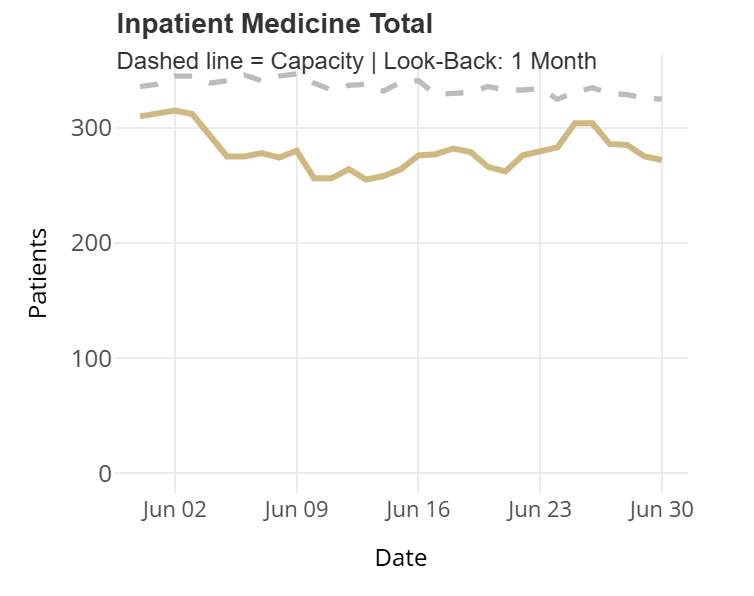 Inpatient Medicine Total
Dashed line = Capacity | Look-Back: 1 Month
300
200
100
0
Patients
Jun 02 Jun 09 Jun 16 Jun 23 Jun 30
Date